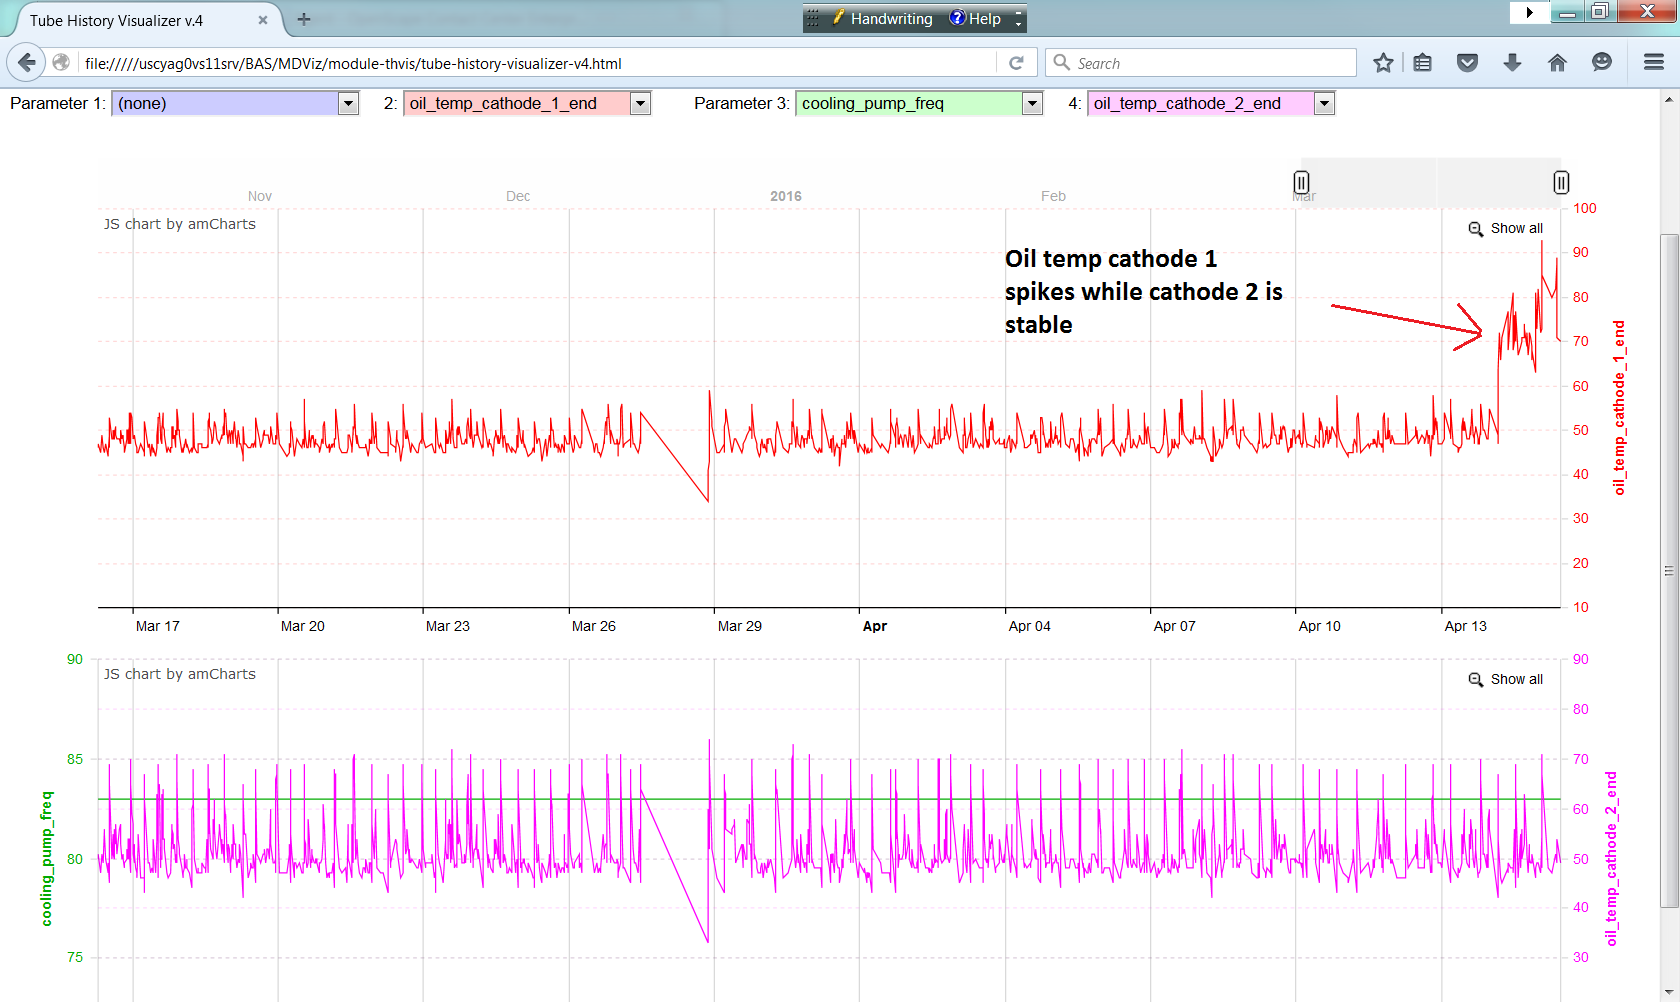 Tube History Visualizer v.4
Handwriting Help
file://///uscyag0vs11srv/BAS/MDViz/module-thvis/tube-history-visualizer-v4.html
Search
Parameter 1: (none) 2: oil_temp_cathode_1_end Parameter 3: cooling_pump_freq 4: oil_temp_cathode_2_end
Nov Dec 2016 Feb Mar
JS chart by amCharts
Show all
Oil temp cathode 1
spikes while cathode 2 is
stable
100
90
80
70
60
50
40
30
20
10
oil_temp_cathode_1_end
Mar 17 Mar 20 Mar 23 Mar 26 Mar 29 Apr Apr 04 Apr 07 Apr 10 Apr 13
JS chart by amCharts
Show all
90
85
80
75
cooling_pump_freq
90
80
70
60
50
40
30
oil_temp_cathode_2_end